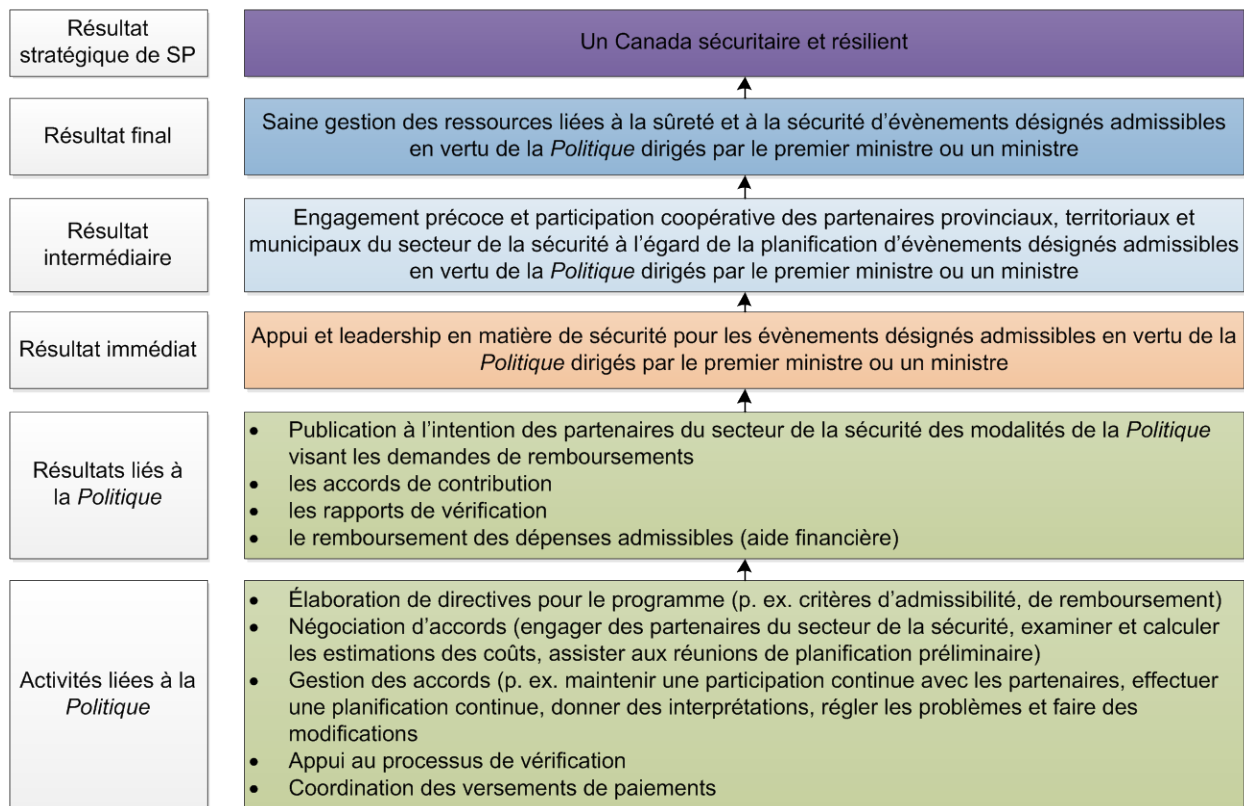 Résultat
stratégique de SP
Un Canada sécuritaire et résilient
Résultat final
Saine gestion des ressources liées à la sûreté et à la sécurité d’évènements désignés admissibles
en vertu de la Politique dirigés par le premier ministre ou un ministre
Résultat
intermédiaire
Engagement précoce et participation coopérative des partenaires provinciaux, territoriaux et
municipaux du secteur de la sécurité à l’égard de la planification d’évènements désignés admissibles
en vertu de la Politique dirigés par le premier ministre ou un ministre
Résultat immédiat
Appui et leadership en matière de sécurité pour les évènements désignés admissibles en vertu de la
Politique dirigés par le premier ministre ou un ministre
Résultats liés à
la Politique
• Publication à l’intention des partenaires du secteur de la sécurité des modalités de la Politique
visant les demandes de remboursements
• les accords de contribution
• les rapports de vérification
• le remboursement des dépenses admissibles (aide financière)
Activités liées à la
Politique
• Élaboration de directives pour le programme (p. ex. critères d’admissibilité, de remboursement)
• Négociation d’accords (engager des partenaires du secteur de la sécurité, examiner et calculer
les estimations des coûts, assister aux réunions de planification préliminaire)
• Gestion des accords (p. ex. maintenir une participation continue avec les partenaires, effectuer
une planification continue, donner des interprétations, régler les problèmes et faire des
modifications
• Appui au processus de vérification
• Coordination des versements de paiements